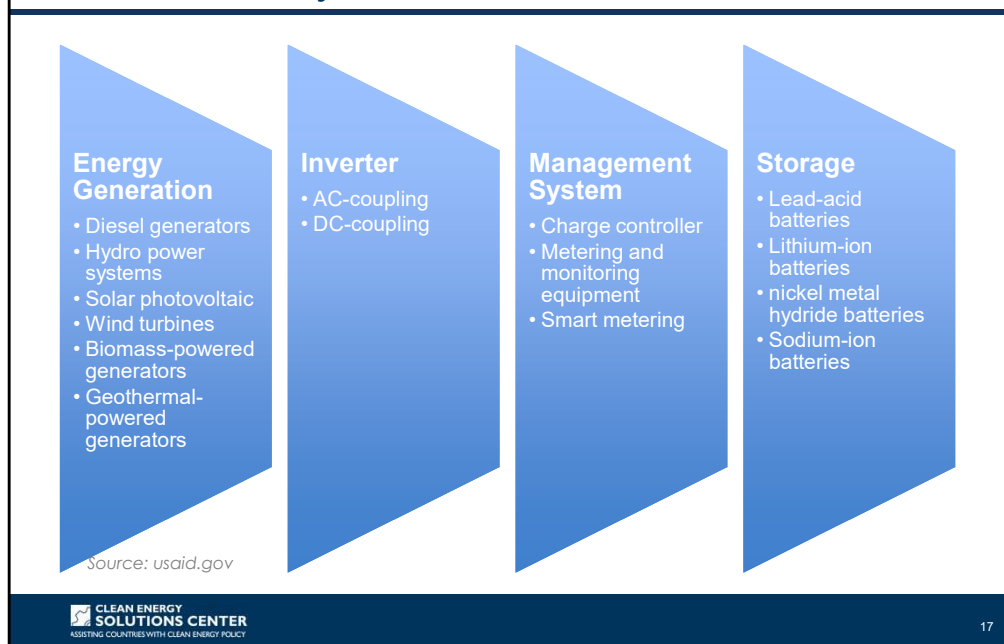 Energy
Generation
• Diesel generators
• Hydro power
systems
• Solar photovoltaic
• Wind turbines
• Biomass-powered
generators
• Geothermal-
powered
generators
Inverter
• AC-coupling
• DC-coupling
Management
System
• Charge controller
• Metering and
monitoring
equipment
• Smart metering
Storage
• Lead-acid
batteries
• Lithium-ion
batteries
• nickel metal
hydride batteries
• Sodium-ion
batteries
Source: usaid.gov
CLEAN ENERGY
SOLUTIONS CENTER
ASSISTING COUNTRIES WITH CLEAN ENERGY POLICY
17